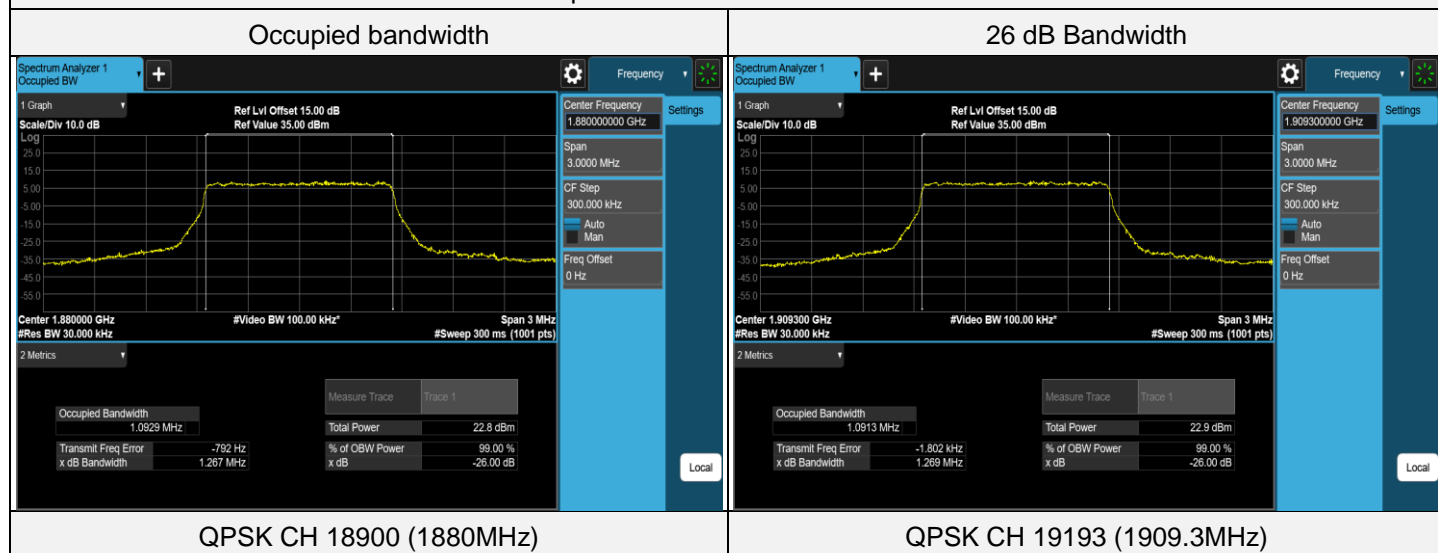 Occupied bandwidth
26 dB Bandwidth
Spectrum Analyzer 1
Occupied BW
+
Frequency
1 Graph
Scale/Div 10.0 dB
Ref Lvl Offset 15.00 dB
Ref Value 35.00 dBm
Log
25.0
15.0
5.00
-5.00
-15.0
-25.0
-35.0
-45.0
-55.0
Center 1.880000 GHz
#Video BW 100.00 kHz*
Span 3 MHz
#Res BW 30.000 kHz
#Sweep 300 ms (1001 pts)
Center Frequency
1.880000000 GHz
Settings
Span
3.0000 MHz
CF Step
300.000 kHz
Auto
Man
Freq Offset
0 Hz
2 Metrics
Measure Trace
Trace 1
Occupied Bandwidth
1.0929 MHz
Total Power
22.8 dBm
Transmit Freq Error
-792 Hz
% of OBW Power
99.00 %
x dB Bandwidth
1.267 MHz
x dB
-26.00 dB
Local
Spectrum Analyzer 1
Occupied BW
+
Frequency
1 Graph
Scale/Div 10.0 dB
Ref Lvl Offset 15.00 dB
Ref Value 35.00 dBm
Log
25.0
15.0
5.00
-5.00
-15.0
-25.0
-35.0
-45.0
-55.0
Center 1.909300 GHz
#Video BW 100.00 kHz*
Span 3 MHz
#Res BW 30.000 kHz
#Sweep 300 ms (1001 pts)
Center Frequency
1.909300000 GHz
Settings
Span
3.0000 MHz
CF Step
300.000 kHz
Auto
Man
Freq Offset
0 Hz
2 Metrics
Measure Trace
Trace 1
Occupied Bandwidth
1.0913 MHz
Total Power
22.9 dBm
Transmit Freq Error
-1.802 kHz
% of OBW Power
99.00 %
x dB Bandwidth
1.269 MHz
x dB
-26.00 dB
Local
QPSK CH 18900 (1880MHz)
QPSK CH 19193 (1909.3MHz)